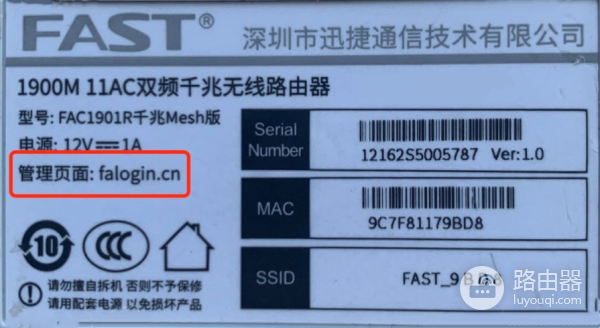 FAST® 深圳市迅捷通信技术有限公司
1900M 11AC双频千兆无线路由器
型号: FAC1901R千兆Mesh版
电源: 12V⎓1A
管理页面: falogin.cn
Serial
Number
12162S5005787 Ver:1.0
MAC
9C7F81179BD8
SSID
10
CCC
请勿擅自拆机 否则不予保修
请用配套电源 以免损坏产品
路由器
luyouqi.com